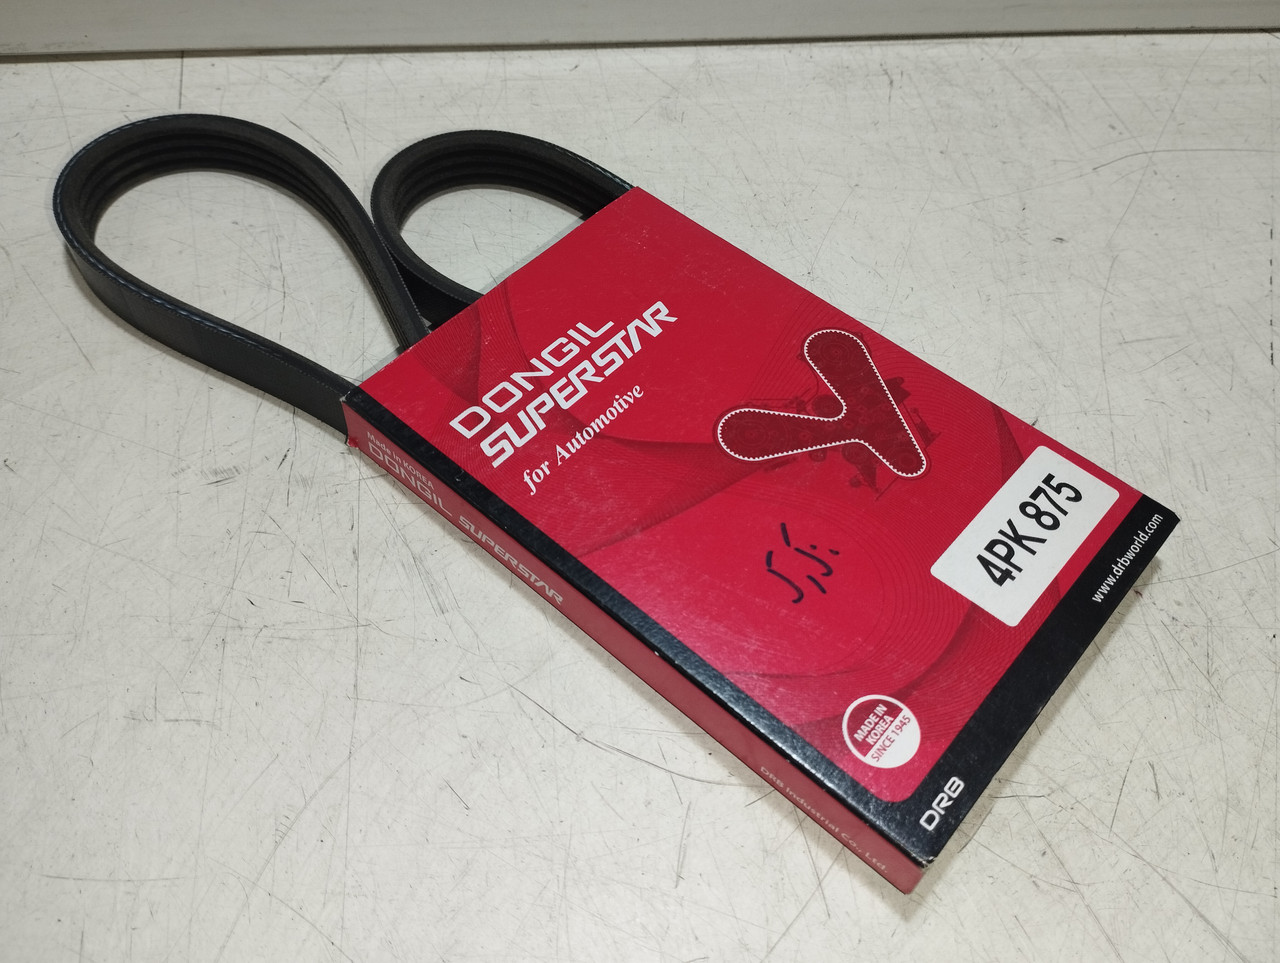 DONGIL
SUPERSTAR
for Automotive
4PK 875
www.drbworld.com
MADE IN
KOREA
SINCE 1945
DRB
Made in KOREA
DONGIL SUPERSTAR
DRB Industrial Co., Ltd.